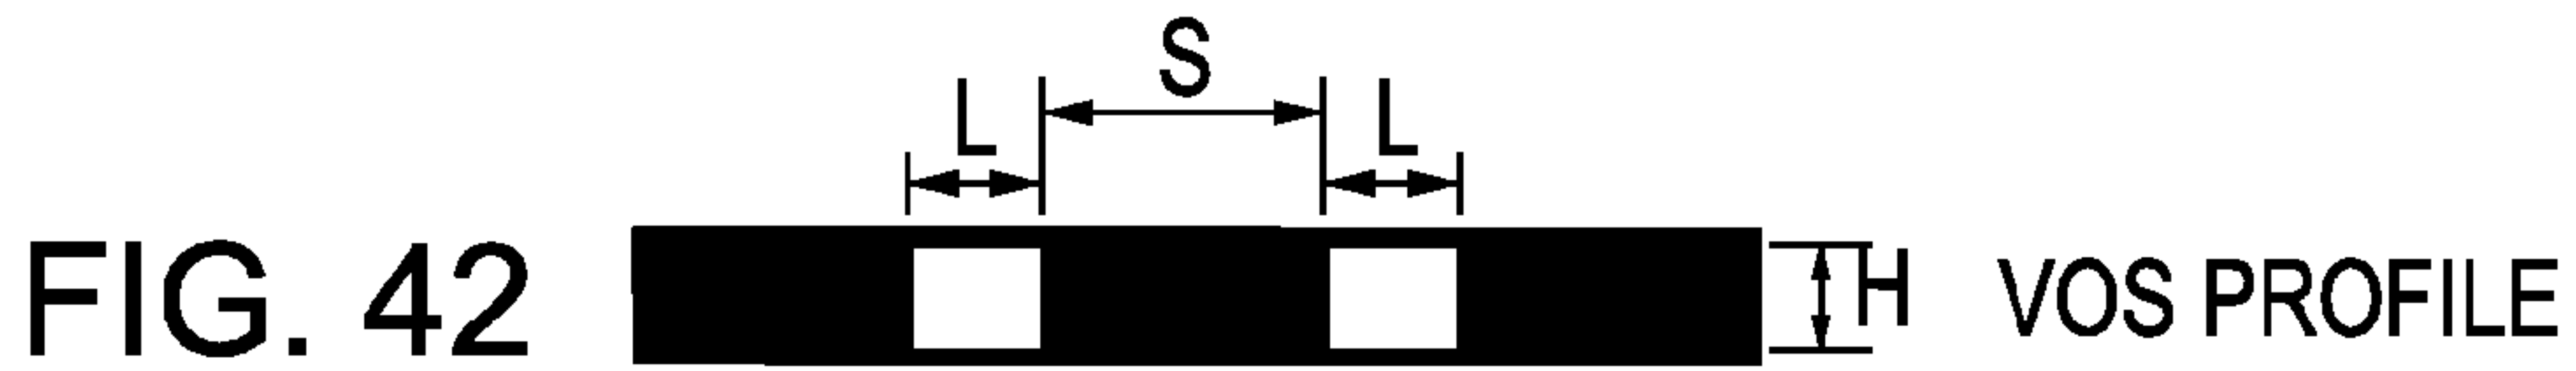 S
L L
FIG. 42 H VOS PROFILE